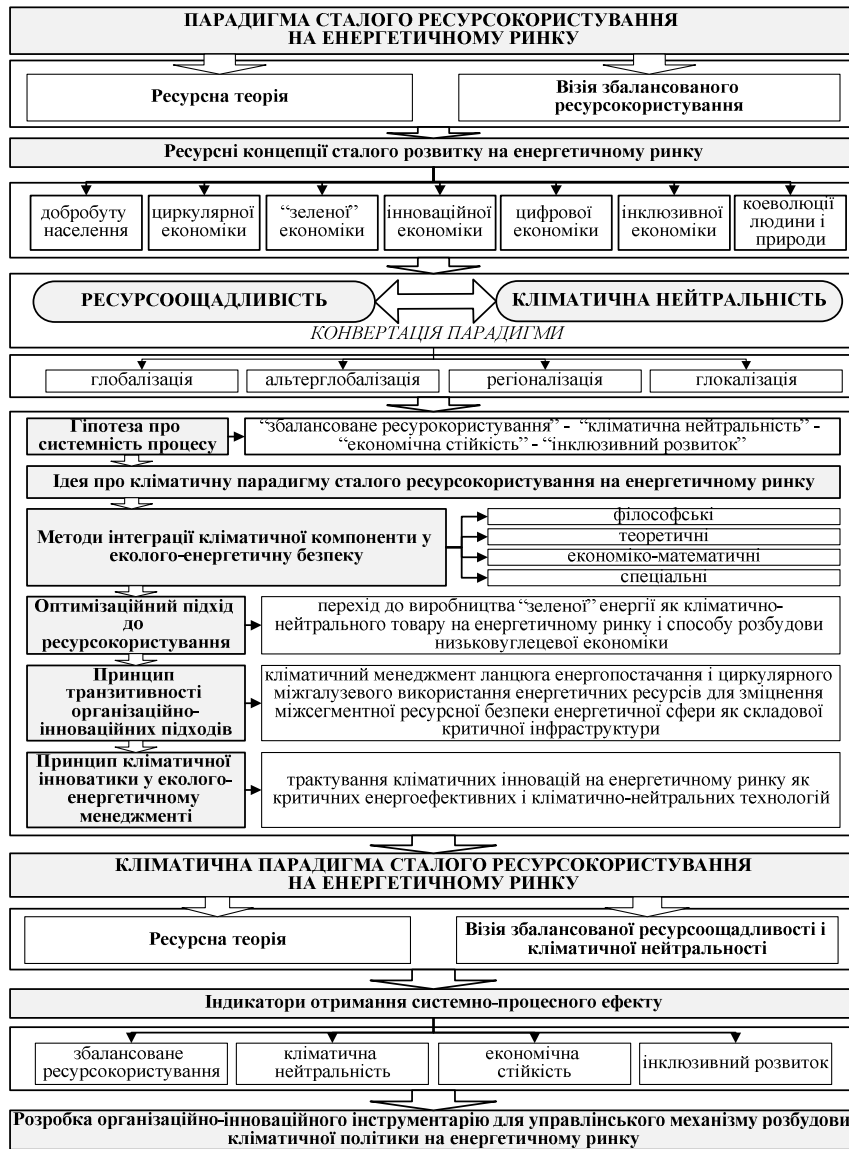 ПАРАДИГМА СТАЛОГО РЕСУРСОКОРИСТУВАННЯ
НА ЕНЕРГЕТИЧНОМУ РИНКУ
Ресурсна теорія
Візія збалансованого
ресурсокористування
Ресурсні концепції сталого розвитку на енергетичному ринку
добробуту
населення
циркулярної
економіки
“зеленої”
економіки
інноваційної
економіки
цифрової
економіки
інклюзивної
економіки
коеволюції
людини і
природи
РЕСУРСООЩАДЛИВІСТЬ
КЛІМАТИЧНА НЕЙТРАЛЬНІСТЬ
КОНВЕРТАЦІЯ ПАРАДИГМИ
глобалізація
альтерглобалізація
регіоналізація
глокалізація
Гіпотеза про
системність процесу
“збалансоване ресурокористування” - “кліматична нейтральність” -
“економічна стійкість” - “інклюзивний розвиток”
Ідея про кліматичну парадигму сталого ресурсокористування на енергетичному ринку
Методи інтеграції кліматичної компоненти у
еколого-енергетичну безпеку
філософські
теоретичні
економіко-математичні
спеціальні
Оптимізаційний підхід
до
ресурсокористування
перехід до виробництва “зеленої” енергії як кліматично-
нейтрального товару на енергетичному ринку і способу розбудови
низьковуглецевої економіки
Принцип
транзитивності
організаційно-
інноваційних підходів
кліматичний менеджмент ланцюга енергопостачання і циркулярного
міжгалузевого використання енергетичних ресурсів для зміцнення
міжсегментної ресурсної безпеки енергетичної сфери як складової
критичної інфраструктури
Принцип кліматичної
інноватики у еколого-
енергетичному
менеджменті
трактування кліматичних інновацій на енергетичному ринку як
критичних енергоефективних і кліматично-нейтральних технологій
КЛІМАТИЧНА ПАРАДИГМА СТАЛОГО РЕСУРСОКОРИСТУВАННЯ
НА ЕНЕРГЕТИЧНОМУ РИНКУ
Ресурсна теорія
Візія збалансованої ресурсоощадливості і
кліматичної нейтральності
Індикатори отримання системно-процесного ефекту
збалансоване
ресурсокористування
кліматична
нейтральність
економічна
стійкість
інклюзивний розвиток
Розробка організаційно-інноваційного інструментарію для управлінського механізму розбудови
кліматичної політики на енергетичному ринку